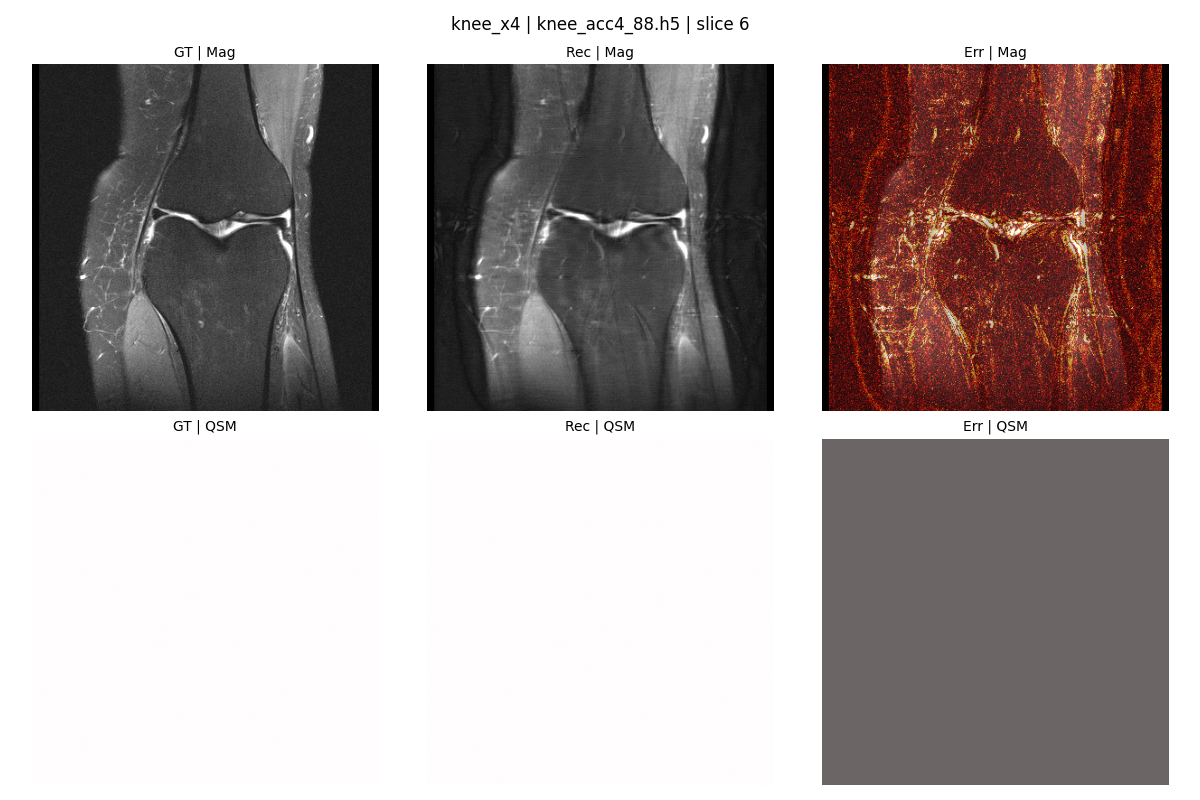 knee_x4 | knee_acc4_88.h5 | slice 6
GT | Mag
Rec | Mag
Err | Mag
GT | QSM
Rec | QSM
Err | QSM